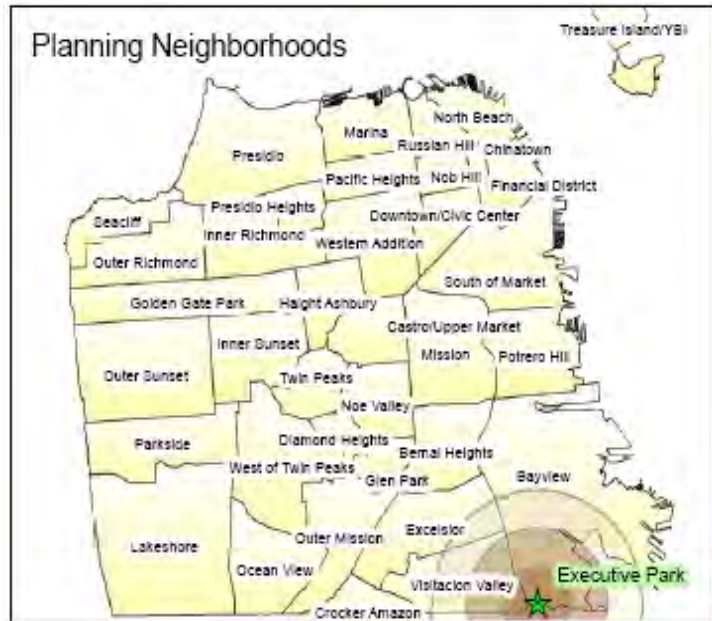 Treasure Island/YBI
Planning Neighborhoods
North Beach
Marina
Russian Hill
Chinatown
Presidio
Pacific Heights
Nob Hill
Financial District
Presidio Heights
Seacliff
Downtown/Civic Center
Inner Richmond
Western Addition
Outer Richmond
South of Market
Golden Gate Park
Haight Ashbury
Castro/Upper Market
Inner Sunset
Mission
Potrero Hill
Outer Sunset
Twin Peaks
Noe Valley
Parkside
Diamond Heights
Bernal Heights
West of Twin Peaks
Glen Park
Bayview
Excelsior
Outer Mission
Lakeshore
Ocean View
Executive Park
Visitacion Valley
Crocker Amazon